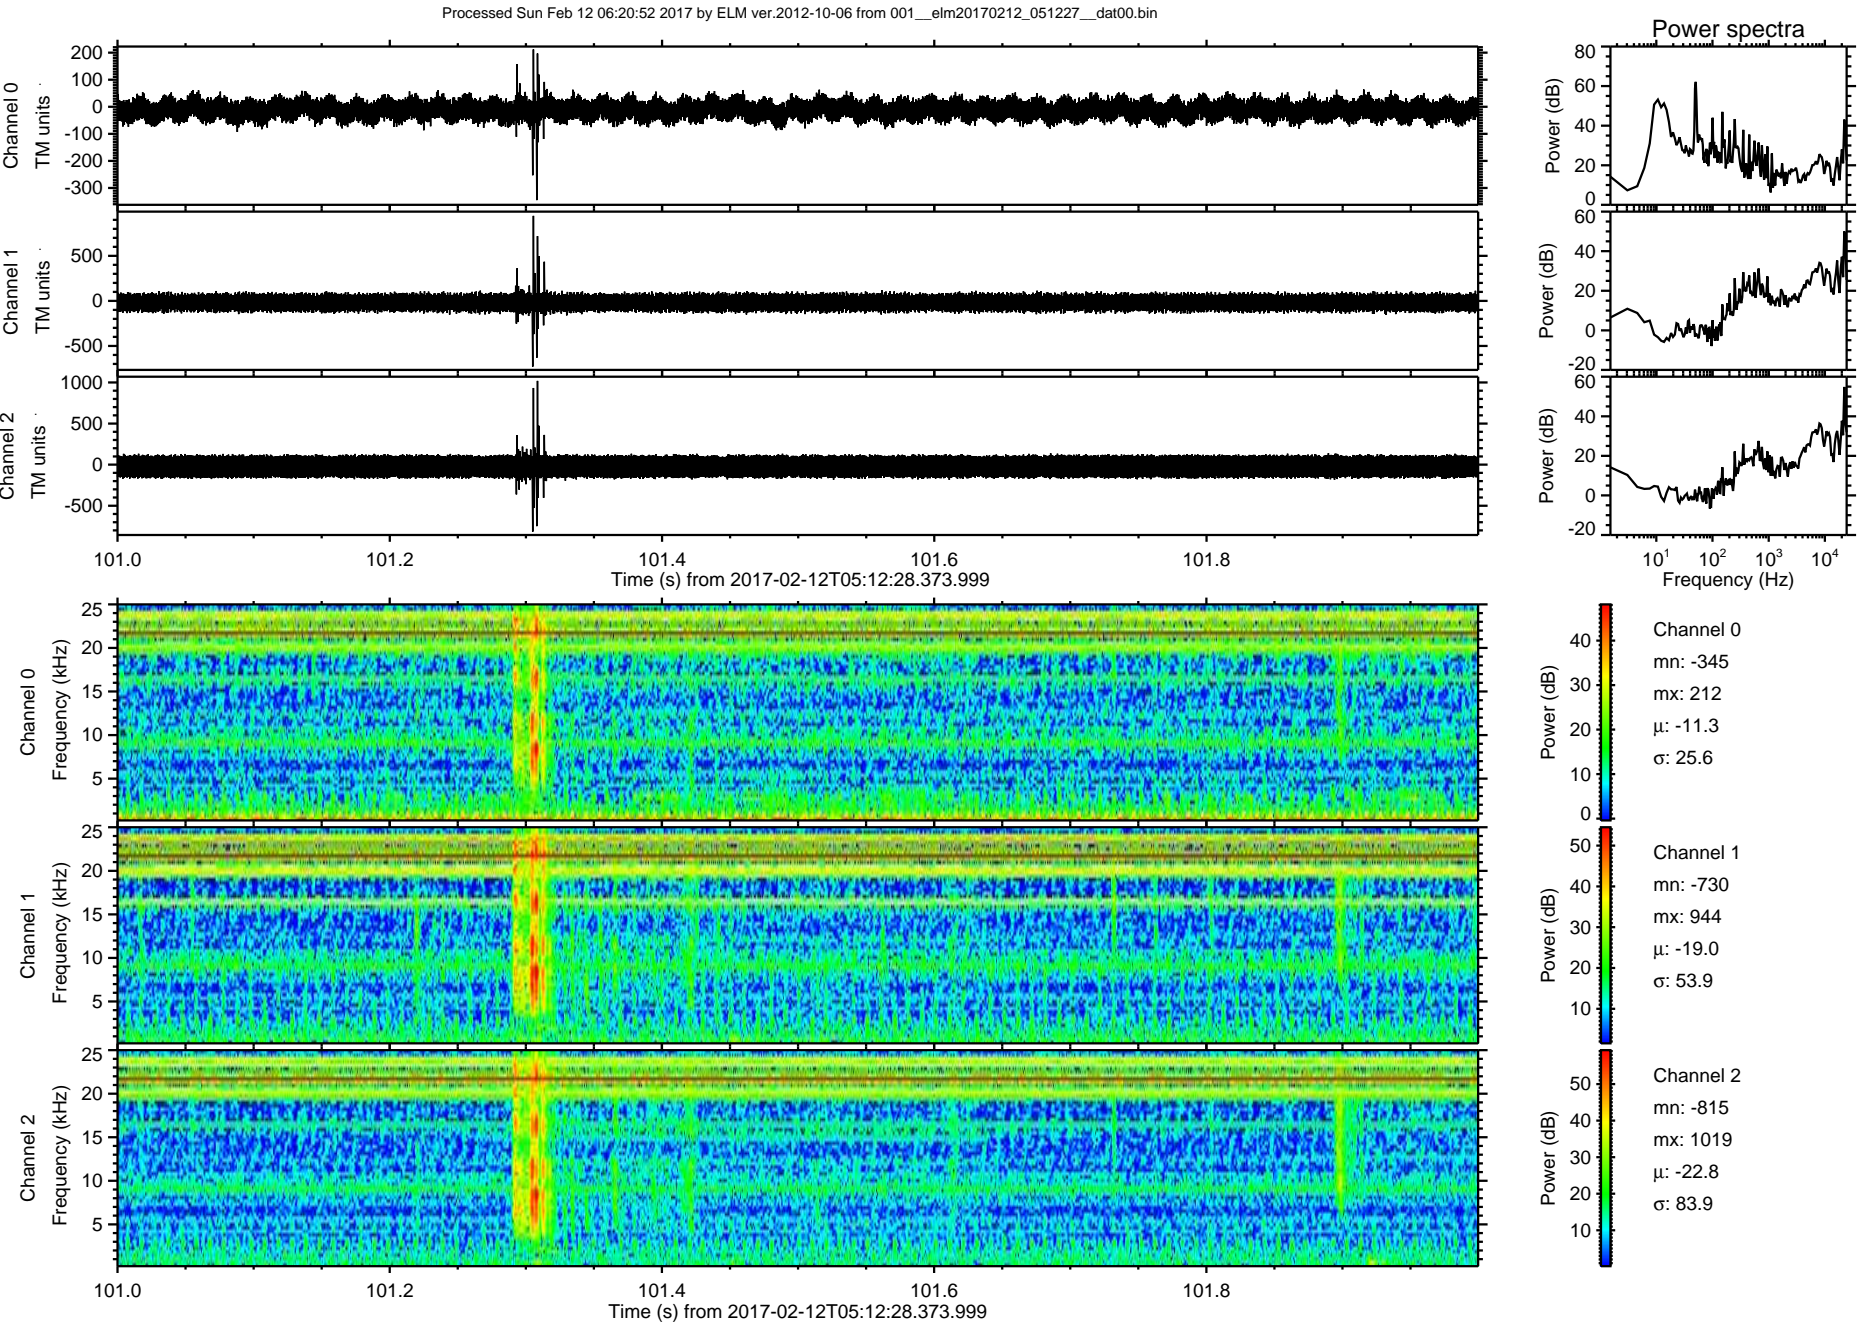 Processed Sun Feb 12 06:20:52 2017 by ELM ver.2012-10-06 from 001__elm20170212_051227__dat00.bin
Power spectra
Channel 0
TM units
200
100
0
-100
-200
-300
Power (dB)
80
60
40
20
0
Channel 1
TM units
500
0
-500
Power (dB)
60
40
20
0
-20
Channel 2
TM units
1000
500
0
-500
Power (dB)
60
40
20
0
-20
101.0 101.2 101.4 101.6 101.8
Time (s) from 2017-02-12T05:12:28.373.999
10^1 10^2 10^3 10^4
Frequency (Hz)
Channel 0
Frequency (kHz)
25
20
15
10
5
Power (dB)
40
30
20
10
0
Channel 0
mn: -345
mx: 212
μ: -11.3
σ: 25.6
Channel 1
Frequency (kHz)
25
20
15
10
5
Power (dB)
50
40
30
20
10
Channel 1
mn: -730
mx: 944
μ: -19.0
σ: 53.9
Channel 2
Frequency (kHz)
25
20
15
10
5
Power (dB)
50
40
30
20
10
Channel 2
mn: -815
mx: 1019
μ: -22.8
σ: 83.9
101.0 101.2 101.4 101.6 101.8
Time (s) from 2017-02-12T05:12:28.373.999